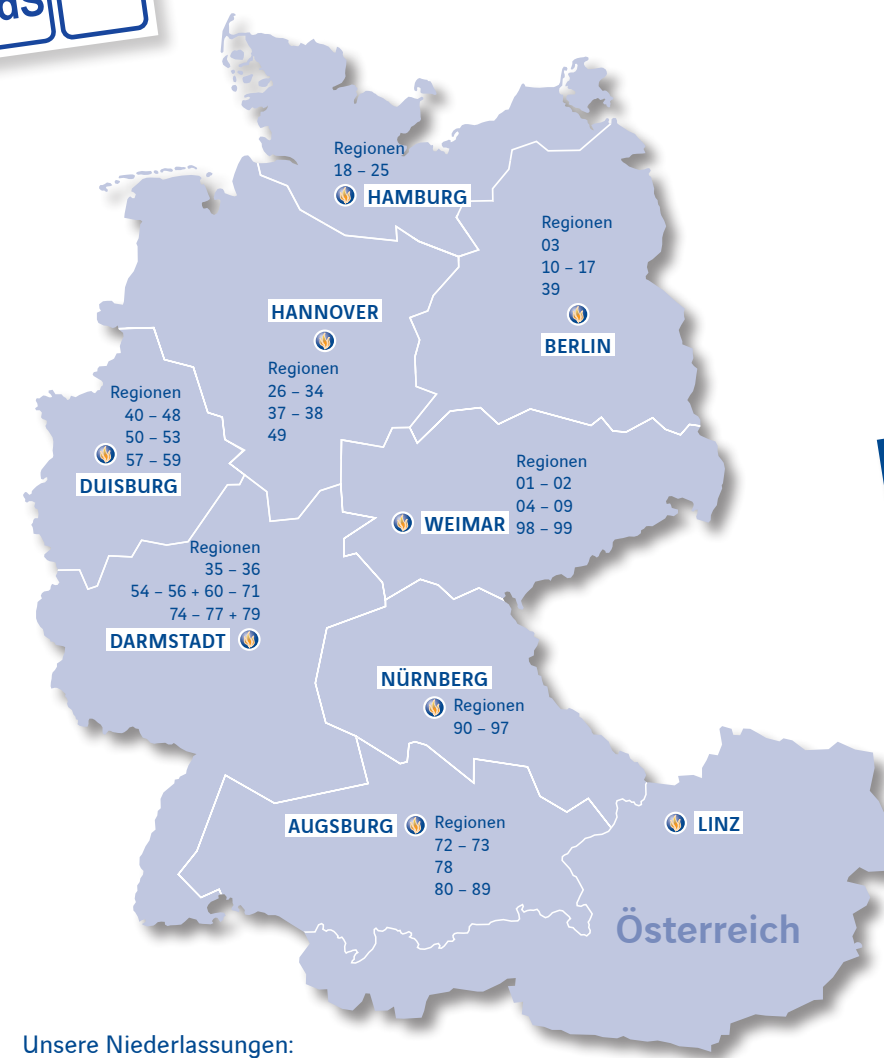 Regionen
18 – 25
HAMBURG
Regionen
03
10 – 17
39
BERLIN
HANNOVER
Regionen
26 – 34
37 – 38
49
Regionen
40 – 48
50 – 53
57 – 59
DUISBURG
Regionen
01 – 02
04 – 09
98 – 99
WEIMAR
Regionen
35 – 36
54 – 56 + 60 – 71
74 – 77 + 79
DARMSTADT
NÜRNBERG
Regionen
90 – 97
AUGSBURG
Regionen
72 – 73
78
80 – 89
LINZ
Österreich
Unsere Niederlassungen: